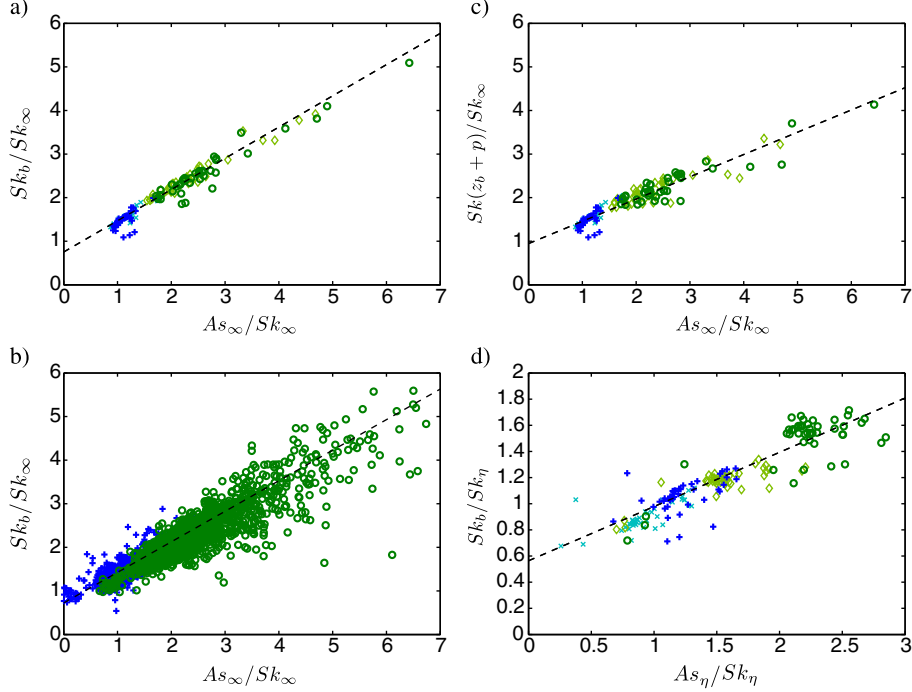 a)
6
5
4
3
2
1
0
Sk_b/Sk_∞
0 1 2 3 4 5 6 7
As_∞/Sk_∞
c)
6
5
4
3
2
1
0
Sk(z_b + p)/Sk_∞
0 1 2 3 4 5 6 7
As_∞/Sk_∞
b)
6
5
4
3
2
1
0
Sk_b/Sk_∞
0 1 2 3 4 5 6 7
As_∞/Sk_∞
d)
2
1.8
1.6
1.4
1.2
1
0.8
0.6
0.4
0.2
0
Sk_b/Sk_η
0 0.5 1 1.5 2 2.5 3
As_η/Sk_η